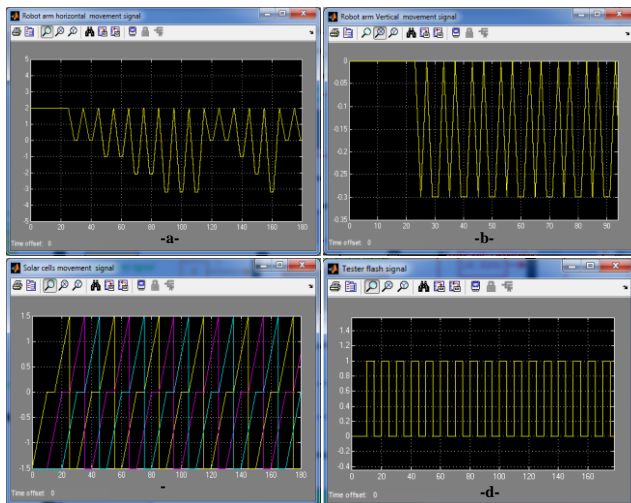 Robot arm horizontal movement signal
5
4
3
2
1
0
-1
-2
-3
-4
-5
0 20 40 60 80 100 120 140 160 180
-a-
Time offset: 0
Robot arm Vertical movement signal
0
-0.05
-0.1
-0.15
-0.2
-0.25
-0.3
-0.35
0 10 20 30 40 50 60 70 80 90
-b-
Time offset: 0
Solar cells movement signal
1.5
1
0.5
0
-0.5
-1
-1.5
0 20 40 60 80 100 120 140 160 180
-
Time offset: 0
Tester flash signal
1.4
1.2
1
0.8
0.6
0.4
0.2
0
-0.2
-0.4
0 20 40 60 80 100 120 140 160
-d-
Time offset: 0